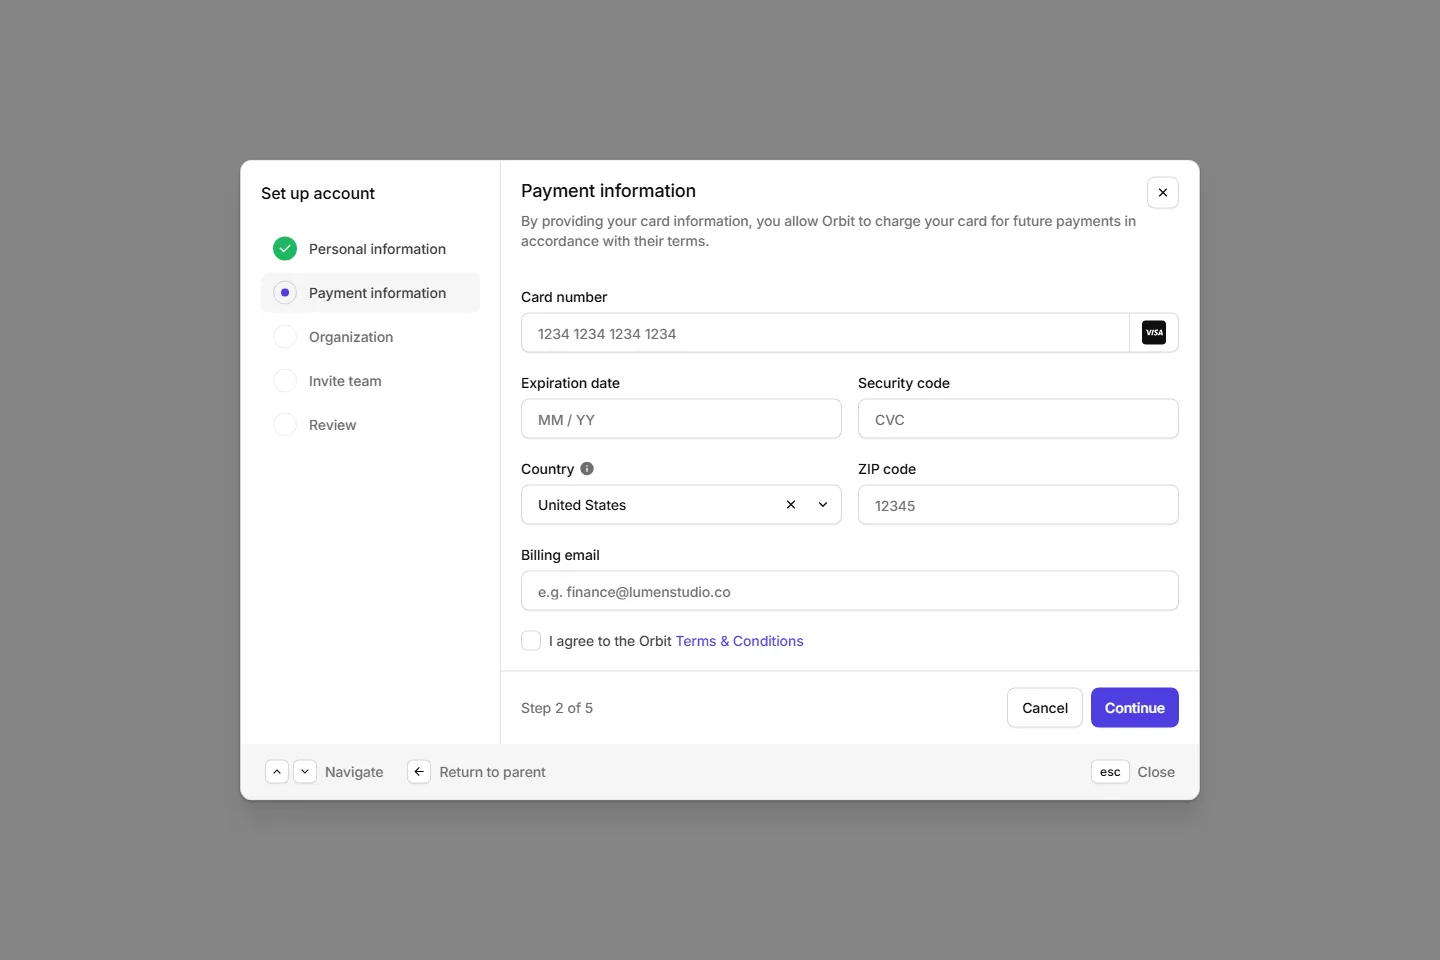 Set up account
Personal information
Payment information
Organization
Invite team
Review
Payment information
By providing your card information, you allow Orbit to charge your card for future payments in
accordance with their terms.
Card number
1234 1234 1234 1234
VISA
Expiration date
Security code
MM / YY
CVC
Country
ZIP code
United States
12345
Billing email
e.g. finance@lumenstudio.co
I agree to the Orbit Terms & Conditions
Step 2 of 5
Cancel
Continue
Navigate
Return to parent
esc
Close